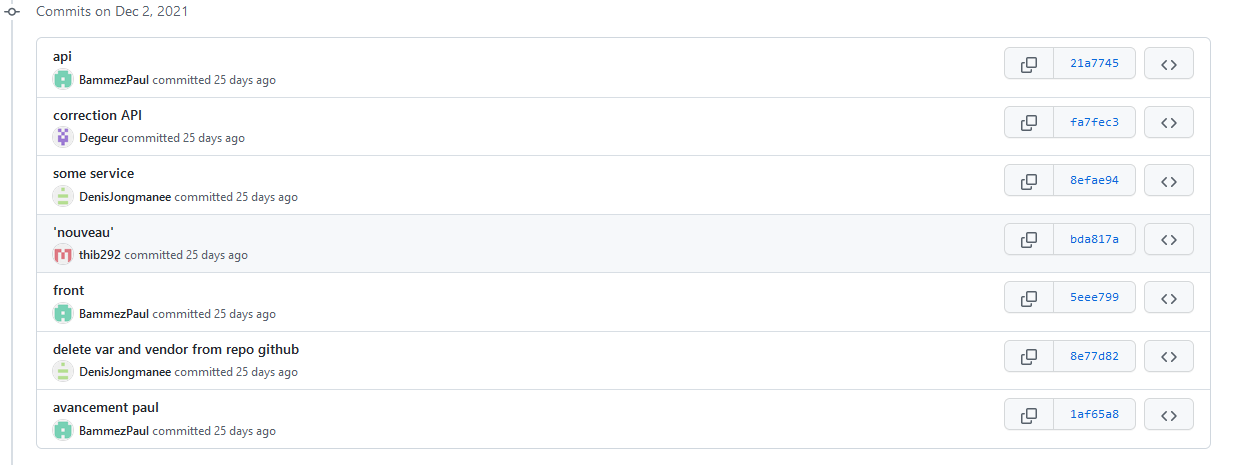 Commits on Dec 2, 2021
api
21a7745
BammezPaul committed 25 days ago
correction API
fa7fec3
Degeur committed 25 days ago
some service
8efae94
DenisJongmanee committed 25 days ago
'nouveau'
bda817a
thib292 committed 25 days ago
front
5eee799
BammezPaul committed 25 days ago
delete var and vendor from repo github
8e77d82
DenisJongmanee committed 25 days ago
avancement paul
1af65a8
BammezPaul committed 25 days ago